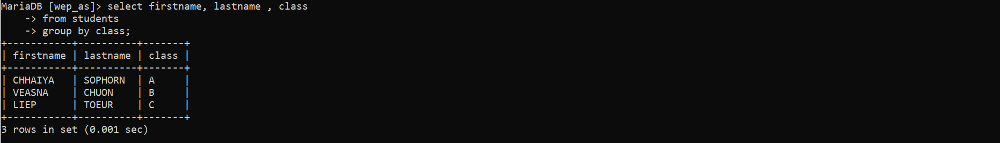 MariaDB [wep_as]> select firstname, lastname , class
    -> from students
    -> group by class;
+-----------+----------+-------+
| firstname | lastname | class |
+-----------+----------+-------+
| CHHAIYA   | SOPHORN  | A     |
| VEASNA    | CHUON    | B     |
| LIEP      | TOEUR    | C     |
+-----------+----------+-------+
3 rows in set (0.001 sec)